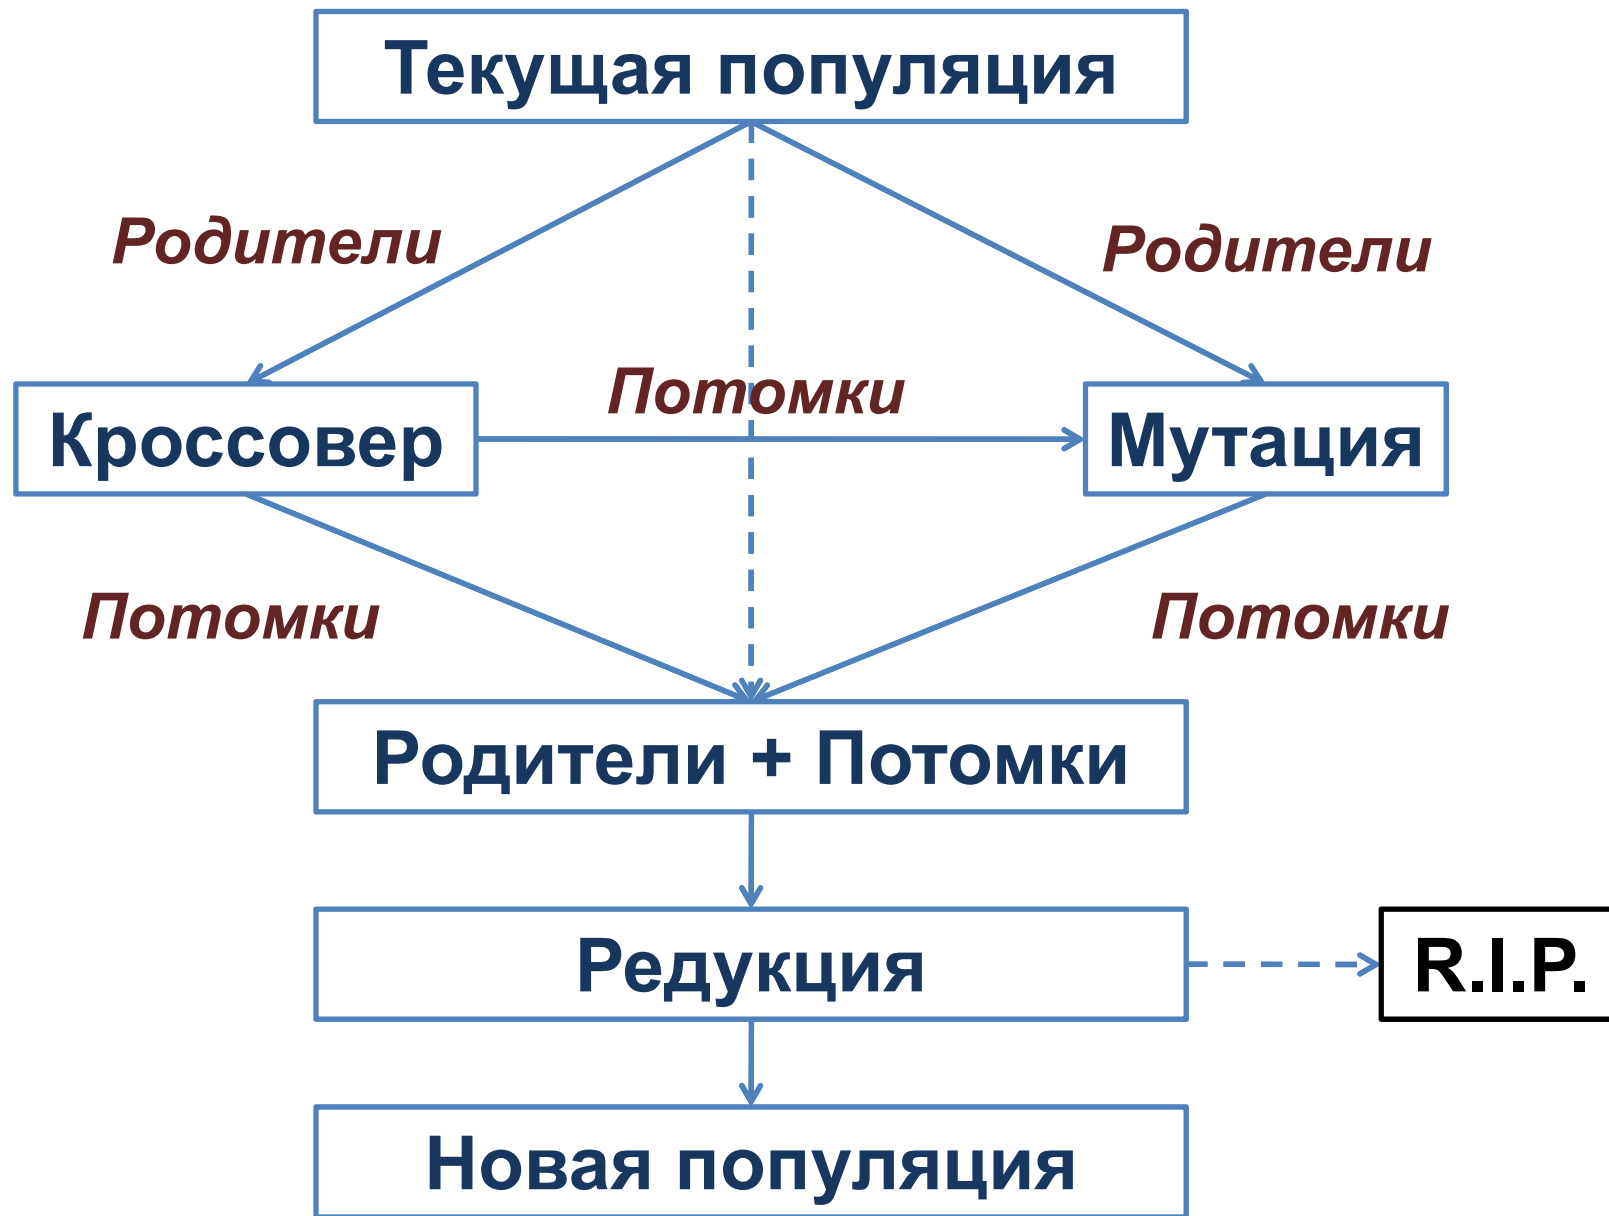 Текущая популяция
Родители
Родители
Потомки
Кроссовер
Мутация
Потомки
Потомки
Родители + Потомки
Редукция
R.I.P.
Новая популяция